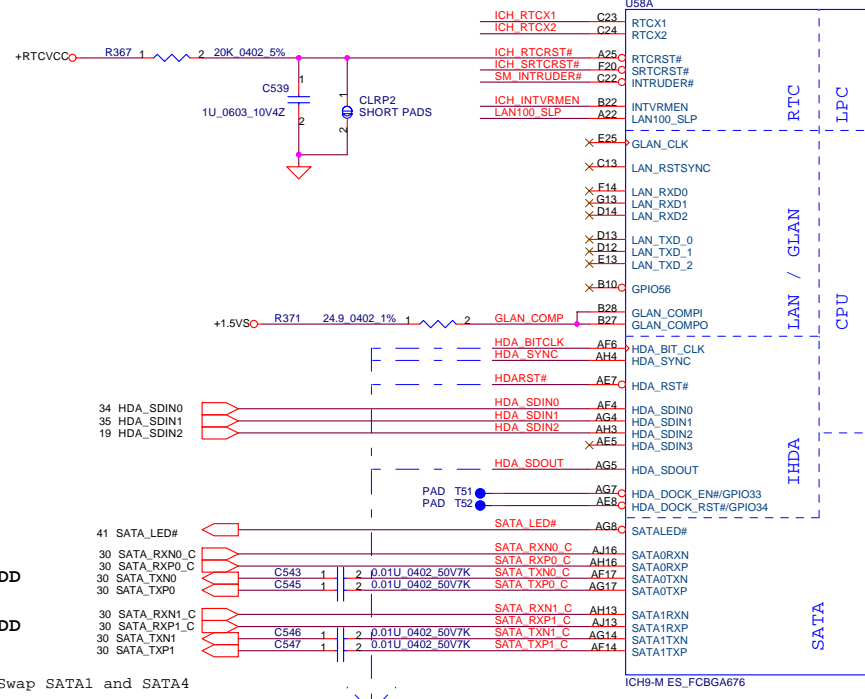 U58A
ICH_RTCX1 C23 RTCX1
ICH_RTCX2 C24 RTCX2
+RTCVCC R367 1 2 20K_0402_5% ICH_RTCRST# A25 RTCRST#
ICH_SRTCRST# F20 SRTCRST#
SM_INTRUDER# C22 INTRUDER#
C539 1
1U_0603_10V4Z 2
1 CLRP2
2 SHORT PADS
ICH_INTVRMEN B22 INTVRMEN
LAN100_SLP A22 LAN100_SLP
RTC
LPC
E25 GLAN_CLK
C13 LAN_RSTSYNC
F14 LAN_RXD0
G13 LAN_RXD1
D14 LAN_RXD2
D13 LAN_TXD_0
D12 LAN_TXD_1
E13 LAN_TXD_2
B10 GPIO56
LAN / GLAN
CPU
B28 GLAN_COMPI
+1.5VS R371 24.9_0402_1% 1 2 GLAN_COMP B27 GLAN_COMPO
HDA_BITCLK AF6 HDA_BIT_CLK
HDA_SYNC AH4 HDA_SYNC
HDARST# AE7 HDA_RST#
34 HDA_SDIN0 HDA_SDIN0 AF4 HDA_SDIN0
35 HDA_SDIN1 HDA_SDIN1 AG4 HDA_SDIN1
19 HDA_SDIN2 HDA_SDIN2 AH3 HDA_SDIN2
AE5 HDA_SDIN3
HDA_SDOUT AG5 HDA_SDOUT
IHDA
PAD T51 AG7 HDA_DOCK_EN#/GPIO33
PAD T52 AE8 HDA_DOCK_RST#/GPIO34
41 SATA_LED# SATA_LED# AG8 SATALED#
30 SATA_RXN0_C SATA_RXN0_C AJ16 SATA0RXN
30 SATA_RXP0_C SATA_RXP0_C AH16 SATA0RXP
DD 30 SATA_TXN0 C543 1 2 0.01U_0402_50V7K SATA_TXN0_C AF17 SATA0TXN
30 SATA_TXP0 C545 1 2 0.01U_0402_50V7K SATA_TXP0_C AG17 SATA0TXP
30 SATA_RXN1_C SATA_RXN1_C AH13 SATA1RXN
DD 30 SATA_RXP1_C SATA_RXP1_C AJ13 SATA1RXP
30 SATA_TXN1 C546 1 2 0.01U_0402_50V7K SATA_TXN1_C AG14 SATA1TXN
30 SATA_TXP1 C547 1 2 0.01U_0402_50V7K SATA_TXP1_C AF14 SATA1TXP
SATA
Swap SATA1 and SATA4
ICH9-M ES_FCBGA676